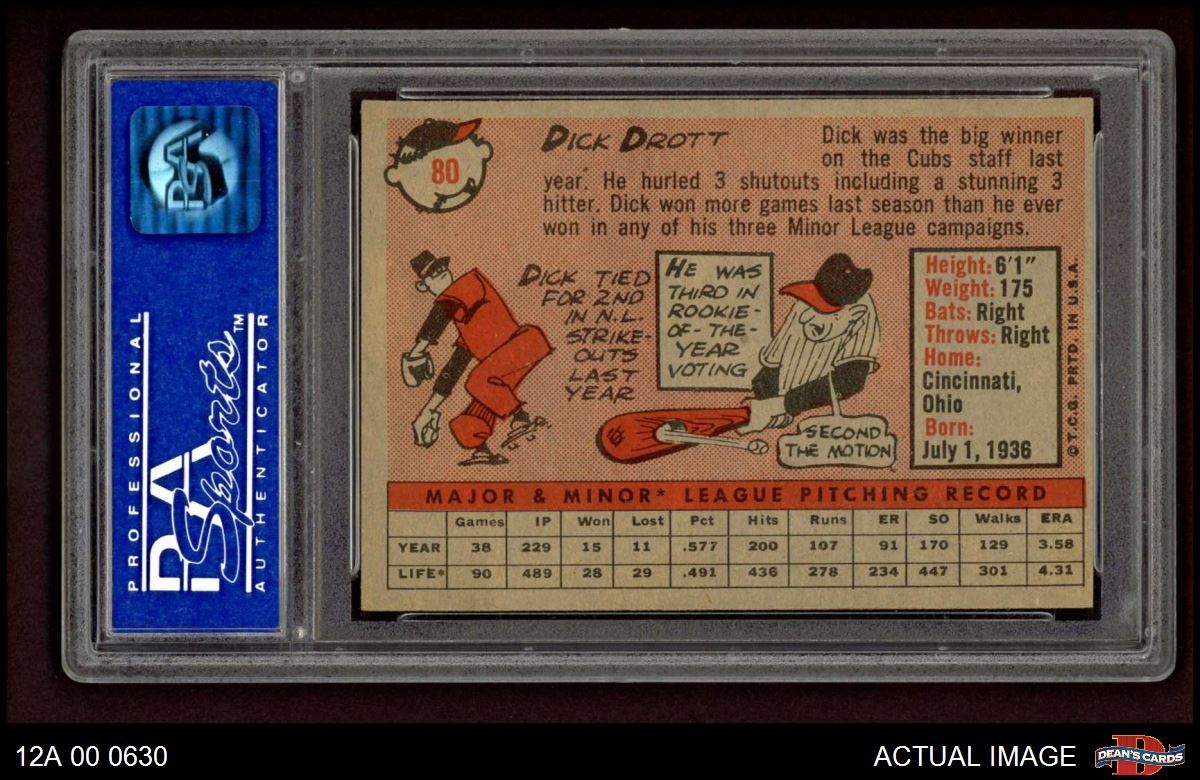 PSA
PROFESSIONAL
PSA Sports™
AUTHENTICATOR
80
DICK DROTT
Dick was the big winner
on the Cubs staff last
year. He hurled 3 shutouts including a stunning 3
hitter. Dick won more games last season than he ever
won in any of his three Minor League campaigns.
DICK TIED
FOR 2ND
IN N.L.
STRIKE-
OUTS
LAST
YEAR
HE WAS
THIRD IN
ROOKIE-
OF-THE-
YEAR
VOTING
SECOND
THE MOTION
Height: 6'1"
Weight: 175
Bats: Right
Throws: Right
Home:
Cincinnati,
Ohio
Born:
July 1, 1936
© T.C.G. PRTD. IN U.S.A.
MAJOR & MINOR* LEAGUE PITCHING RECORD
Games IP Won Lost Pct Hits Runs ER SO Walks ERA
YEAR 38 229 15 11 .577 200 107 91 170 129 3.58
LIFE* 90 489 28 29 .491 436 278 234 447 301 4.31
12A 00 0630
ACTUAL IMAGE
DEAN'S CARDS